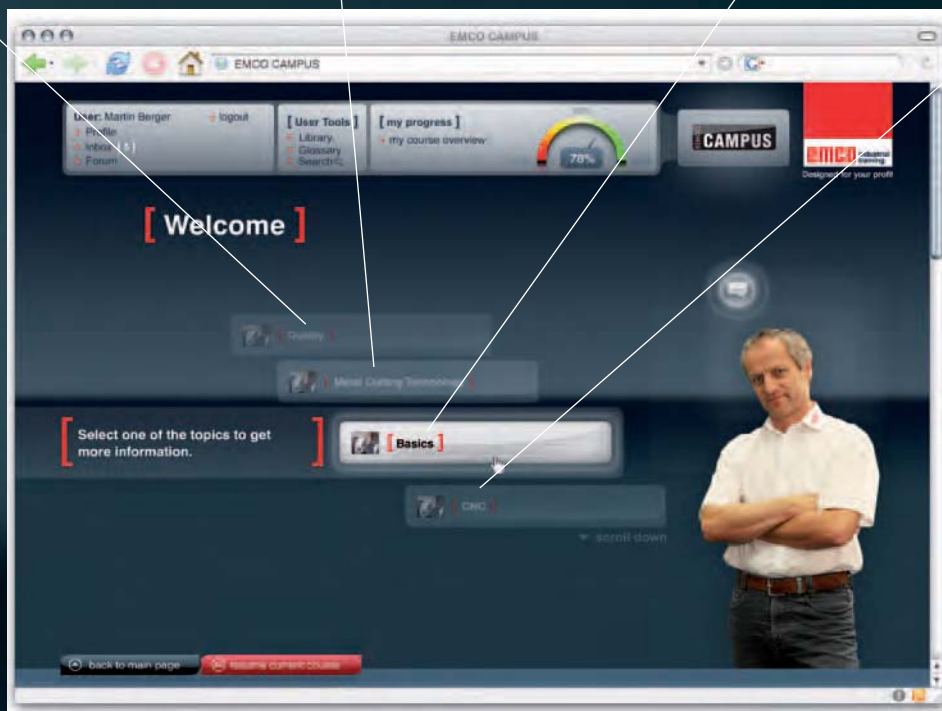 EMCO CAMPUS
EMCO CAMPUS
User: Martin Berger
logout
Profile
Inbox [ 5 ]
Forum
[ User Tools ]
Library
Glossary
Search
[ my progress ]
my course overview
78%
CAMPUS
emco industrial training
Designed for your profit
[ Welcome ]
[ Quality ]
[ Metal Cutting Technology ]
Select one of the topics to get
more information.
[ Basics ]
[ CNC ]
scroll down
back to main page
resume current course